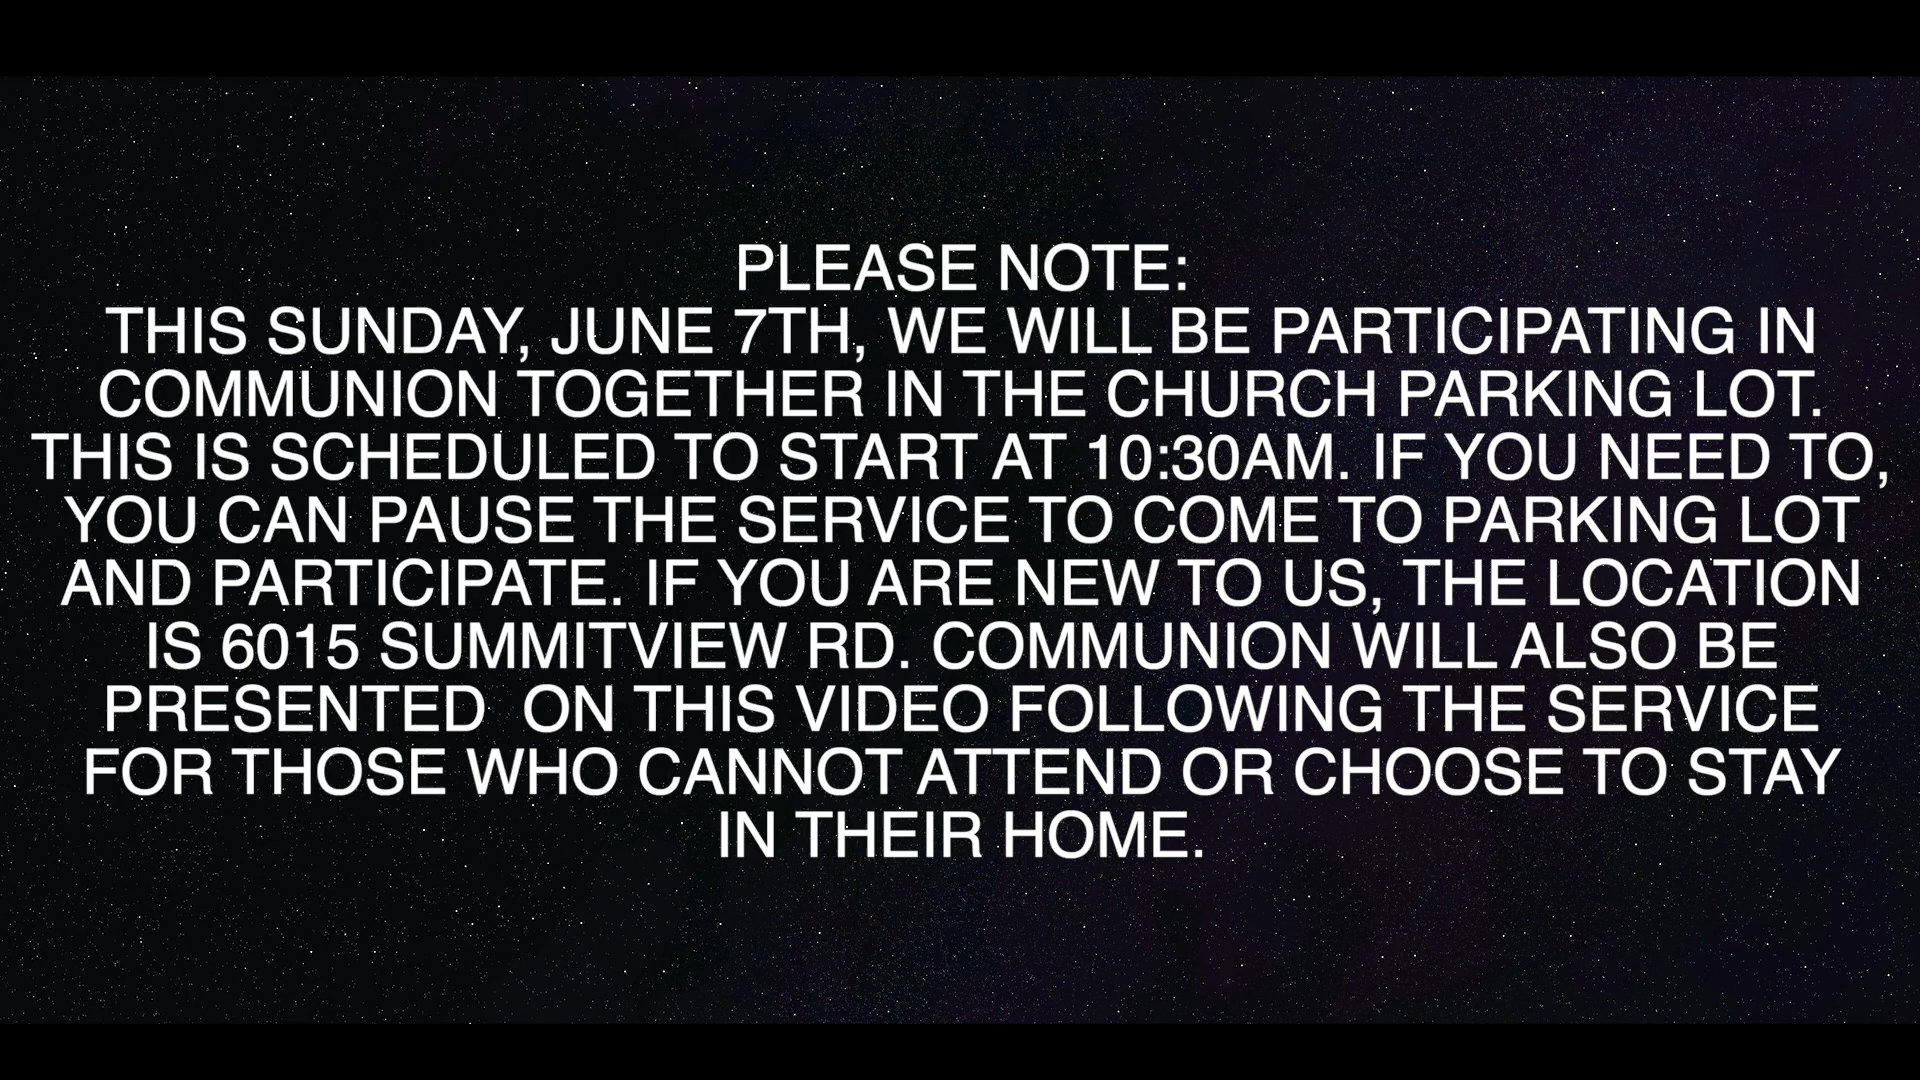 PLEASE NOTE:
THIS SUNDAY, JUNE 7TH, WE WILL BE PARTICIPATING IN
COMMUNION TOGETHER IN THE CHURCH PARKING LOT.
THIS IS SCHEDULED TO START AT 10:30AM. IF YOU NEED TO,
YOU CAN PAUSE THE SERVICE TO COME TO PARKING LOT
AND PARTICIPATE. IF YOU ARE NEW TO US, THE LOCATION
IS 6015 SUMMITVIEW RD. COMMUNION WILL ALSO BE
PRESENTED  ON THIS VIDEO FOLLOWING THE SERVICE
FOR THOSE WHO CANNOT ATTEND OR CHOOSE TO STAY
IN THEIR HOME.